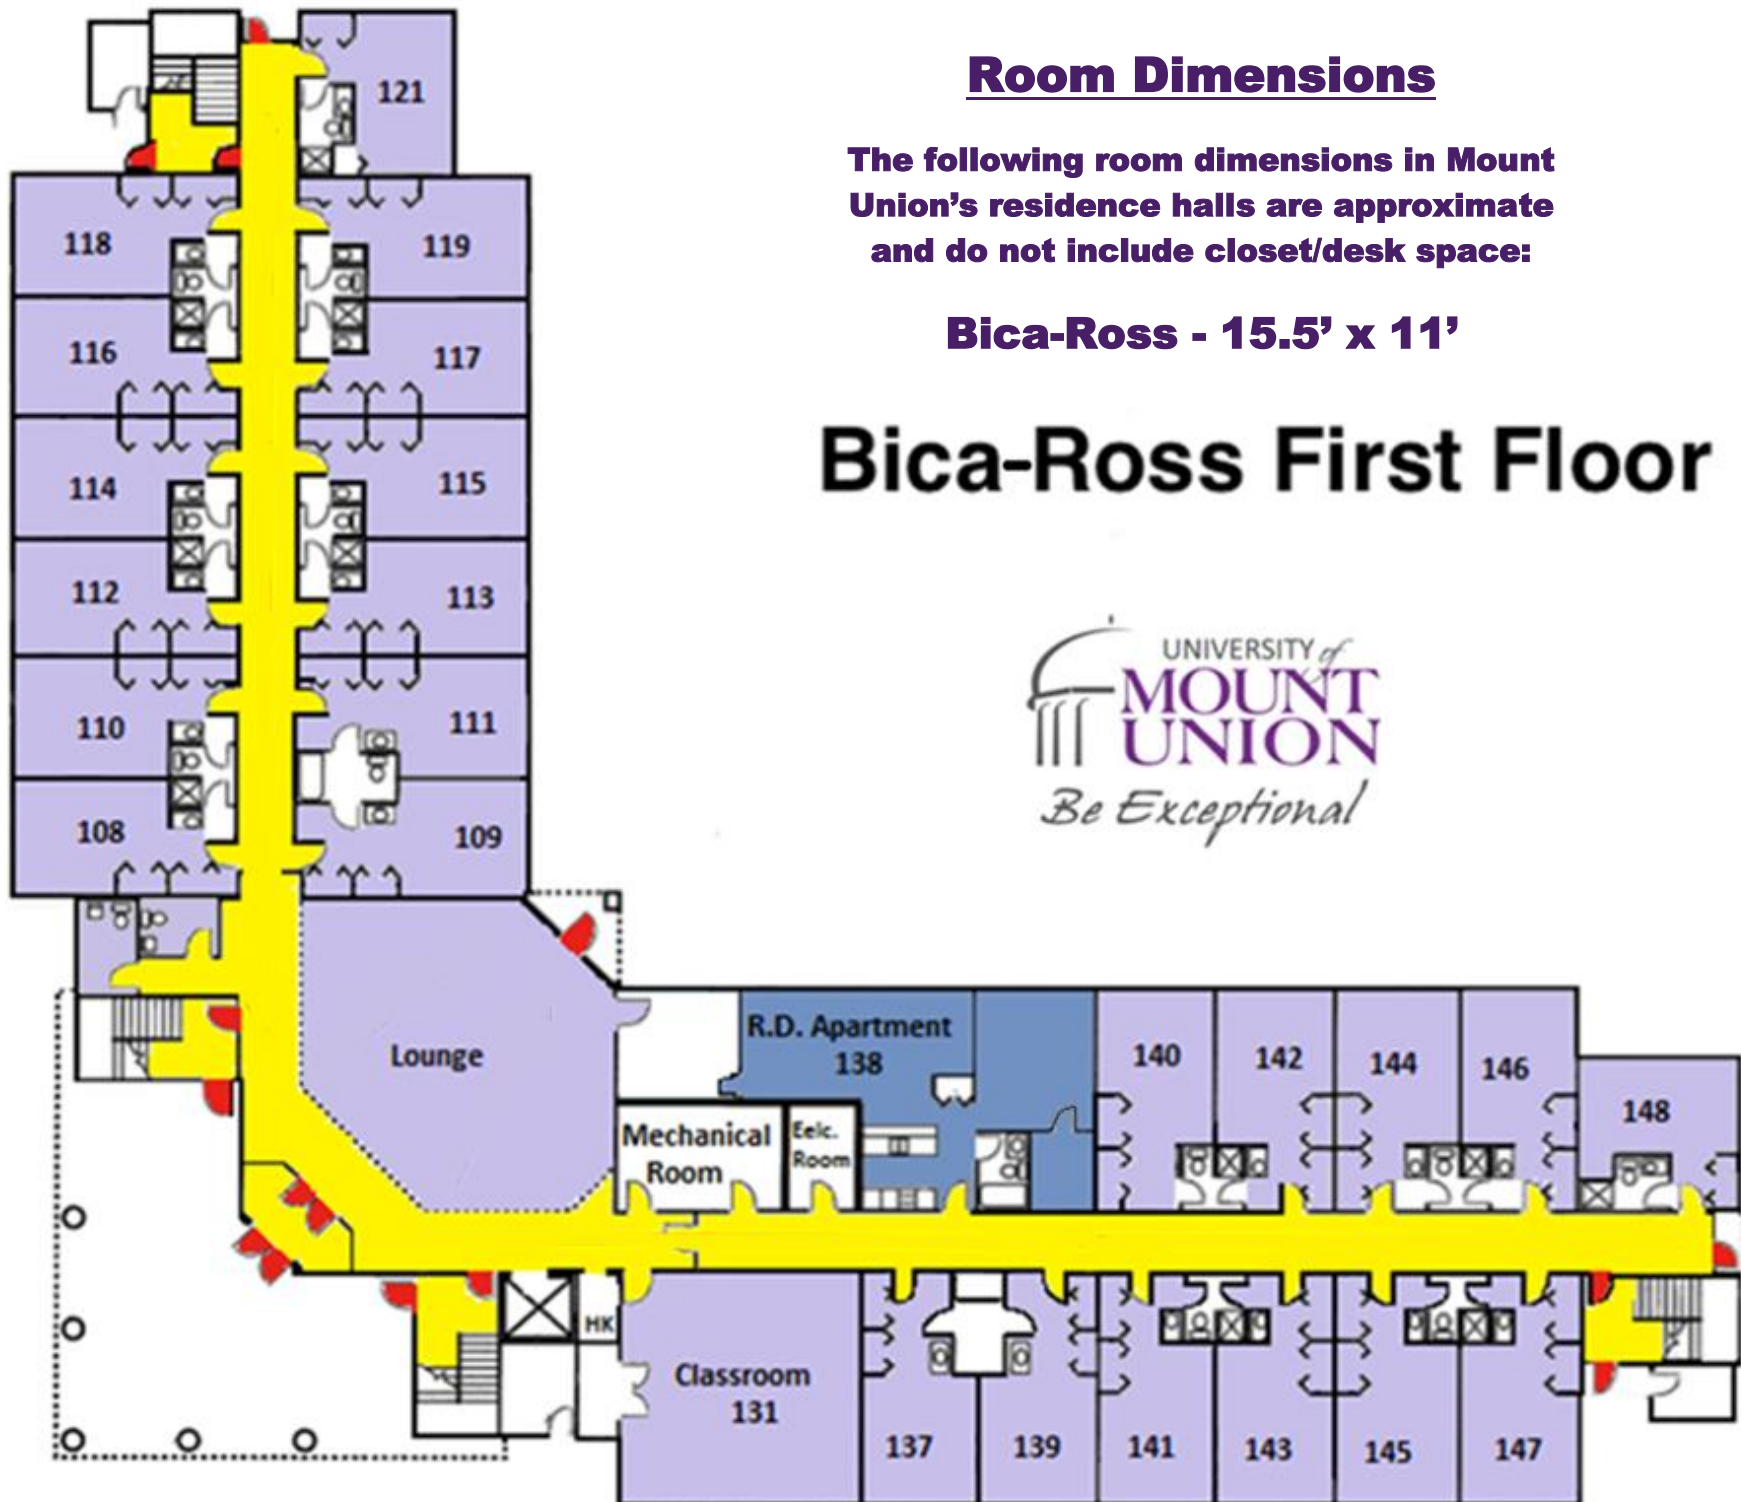 Room Dimensions
The following room dimensions in Mount
Union’s residence halls are approximate
and do not include closet/desk space:
Bica-Ross - 15.5’ x 11’
Bica-Ross First Floor
UNIVERSITY of
MOUNT
UNION
Be Exceptional
121
118
119
116
117
114
115
112
113
110
111
108
109
Lounge
R.D. Apartment
138
140
142
144
146
148
Mechanical
Room
Eelc.
Room
HK
Classroom
131
137
139
141
143
145
147